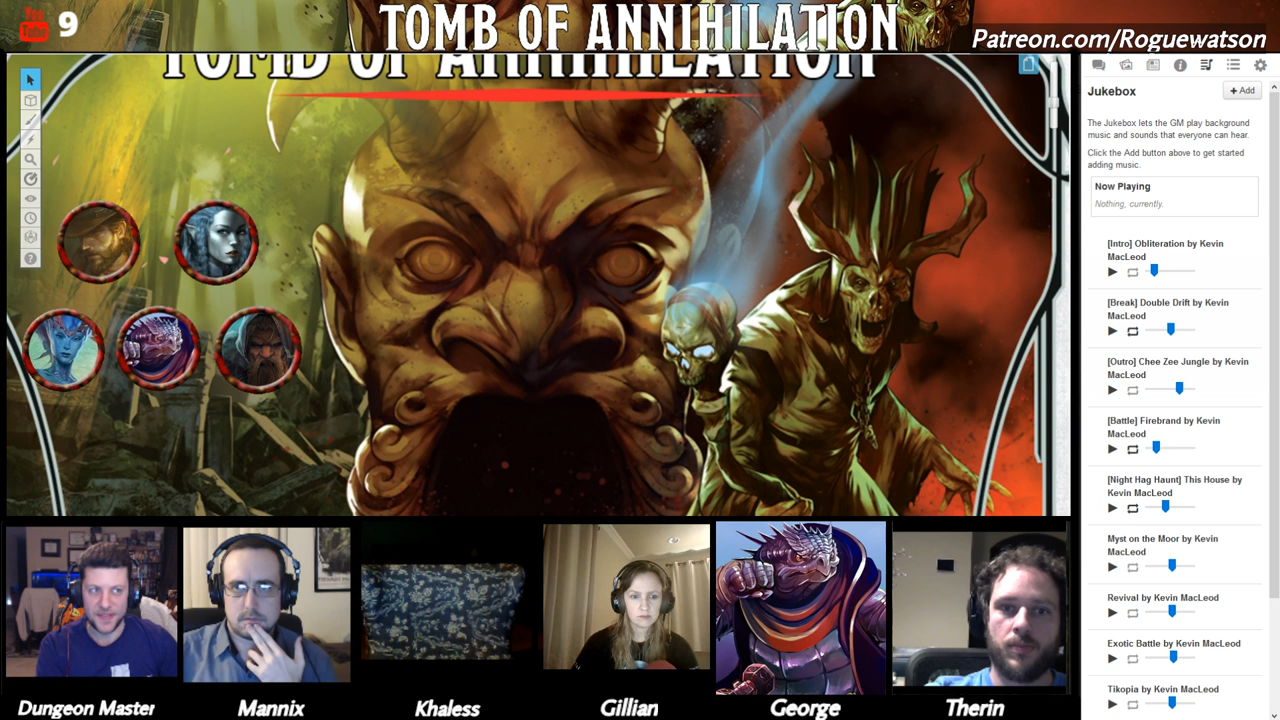 You
Tube
9
TOMB OF ANNIHILATION
Patreon.com/Roguewatson
TOMB OF ANNIHILATION
Jukebox
+ Add
The Jukebox lets the GM play background
music and sounds that everyone can hear.
Click the Add button above to get started
adding music.
Now Playing
Nothing, currently.
[Intro] Obliteration by Kevin
MacLeod
[Break] Double Drift by Kevin
MacLeod
[Outro] Chee Zee Jungle by Kevin
MacLeod
[Battle] Firebrand by Kevin
MacLeod
[Night Hag Haunt] This House by
Kevin MacLeod
Myst on the Moor by Kevin
MacLeod
Revival by Kevin MacLeod
Exotic Battle by Kevin MacLeod
Tikopia by Kevin MacLeod
Dungeon Master
Mannix
Khaless
Gillian
George
Therin